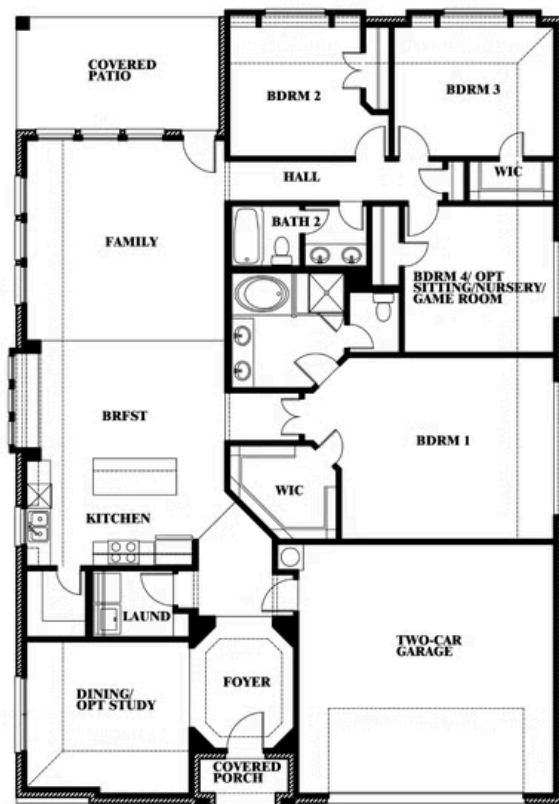 COVERED
PATIO
BDRM 2
BDRM 3
HALL
WIC
BATH 2
FAMILY
BDRM 4/ OPT
SITTING/NURSERY/
GAME ROOM
BRFST
BDRM 1
WIC
KITCHEN
LAUND
TWO-CAR
GARAGE
DINING/
OPT STUDY
FOYER
COVERED
PORCH